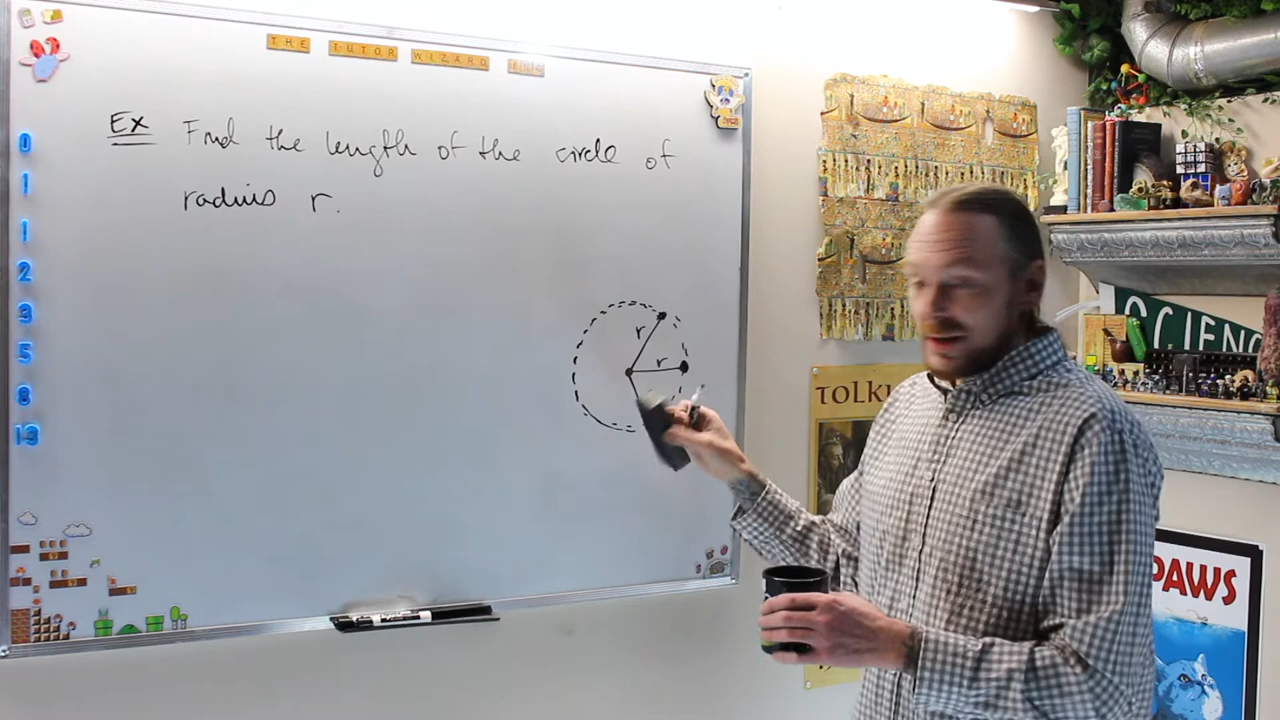 THE TUTOR WIZARD
Ex Find the length of the circle of
radius r.
0
1
1
2
3
5
8
13
r
r
SCIENC
TOLKI
PAWS